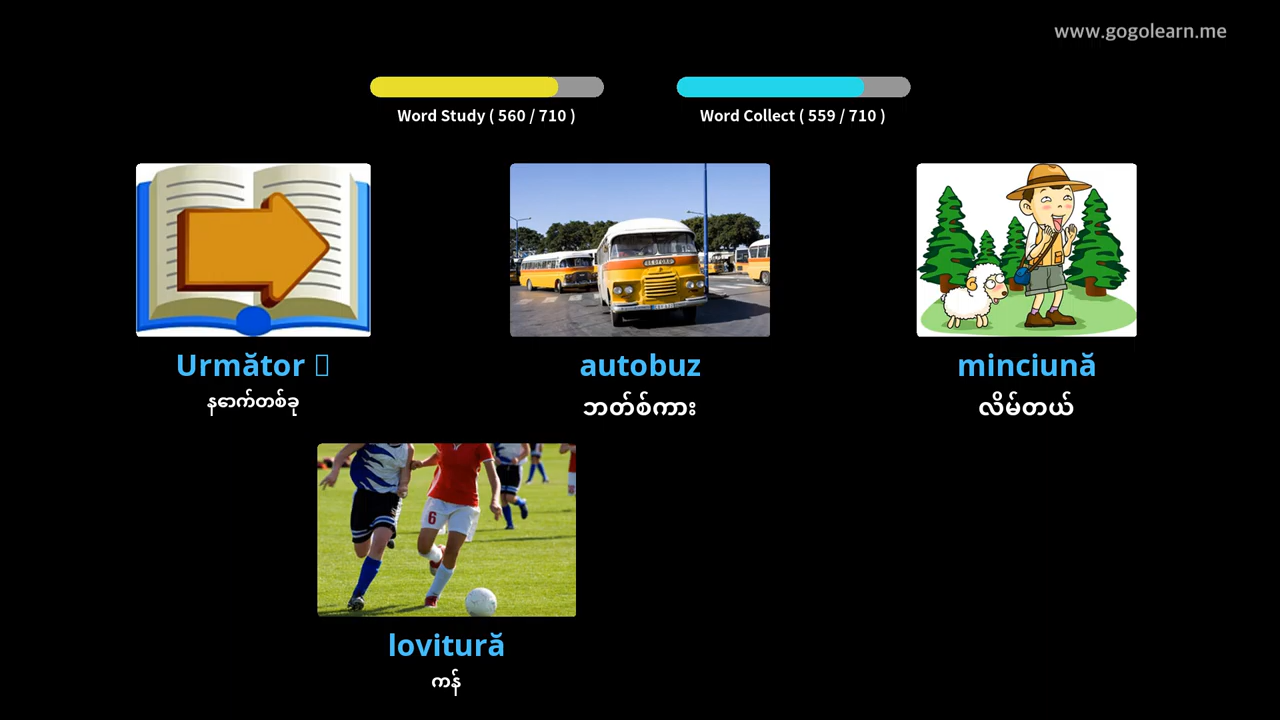 www.gogolearn.me
Word Study ( 560 / 710 )
Word Collect ( 559 / 710 )
Următor
နောက်တစ်ခု
autobuz
ဘတ်စ်ကား
minciună
လိမ်တယ်
6
lovitură
ကန်